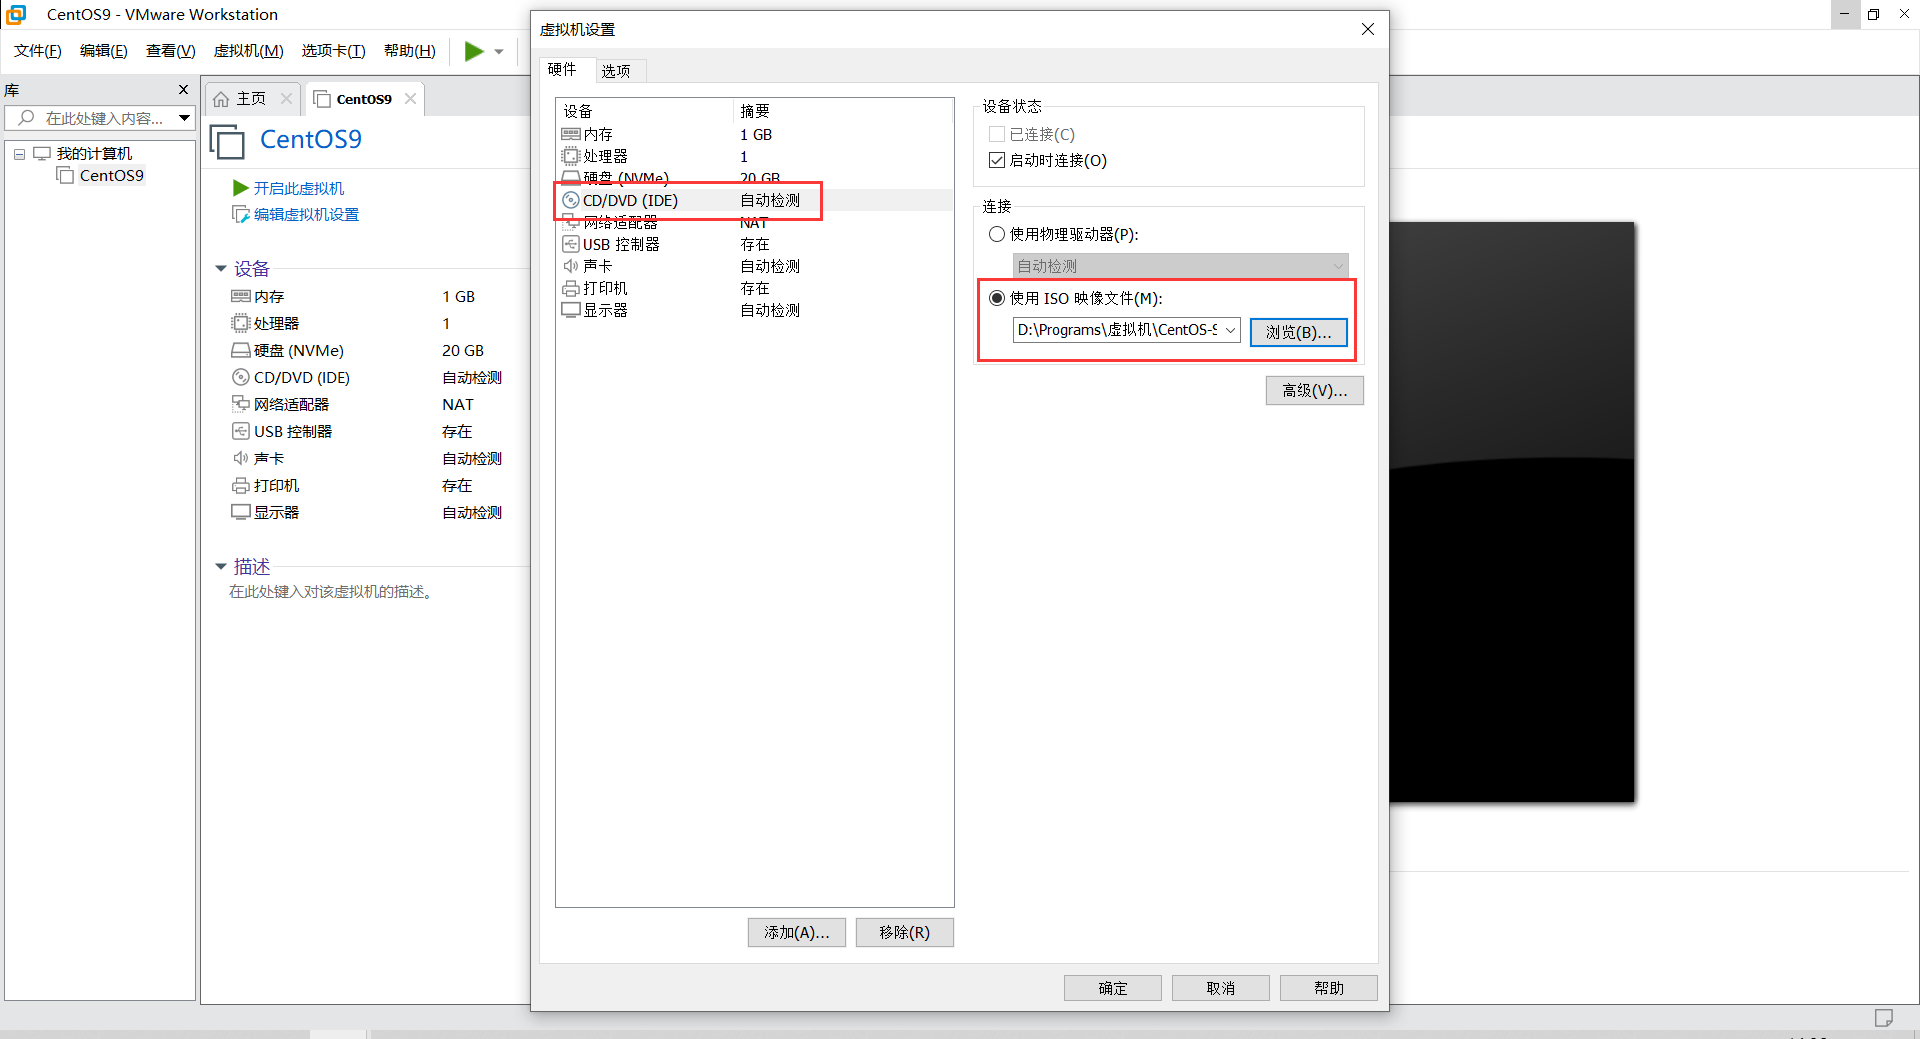 CentOS9 - VMware Workstation
文件(F) 编辑(E) 查看(V) 虚拟机(M) 选项卡(T) 帮助(H)
库
在此处键入内容...
我的计算机
CentOS9
主页
CentOS9
CentOS9
开启此虚拟机
编辑虚拟机设置
设备
内存 1 GB
处理器 1
硬盘 (NVMe) 20 GB
CD/DVD (IDE) 自动检测
网络适配器 NAT
USB 控制器 存在
声卡 自动检测
打印机 存在
显示器 自动检测
描述
在此处键入对该虚拟机的描述。
虚拟机设置
硬件 选项
设备 摘要
内存 1 GB
处理器 1
硬盘 (NVMe) 20 GB
CD/DVD (IDE) 自动检测
网络适配器 NAT
USB 控制器 存在
声卡 自动检测
打印机 存在
显示器 自动检测
添加(A)... 移除(R)
设备状态
已连接(C)
启动时连接(O)
连接
使用物理驱动器(P):
自动检测
使用 ISO 映像文件(M):
D:\Programs\虚拟机\CentOS-9
浏览(B)...
高级(V)...
确定 取消 帮助